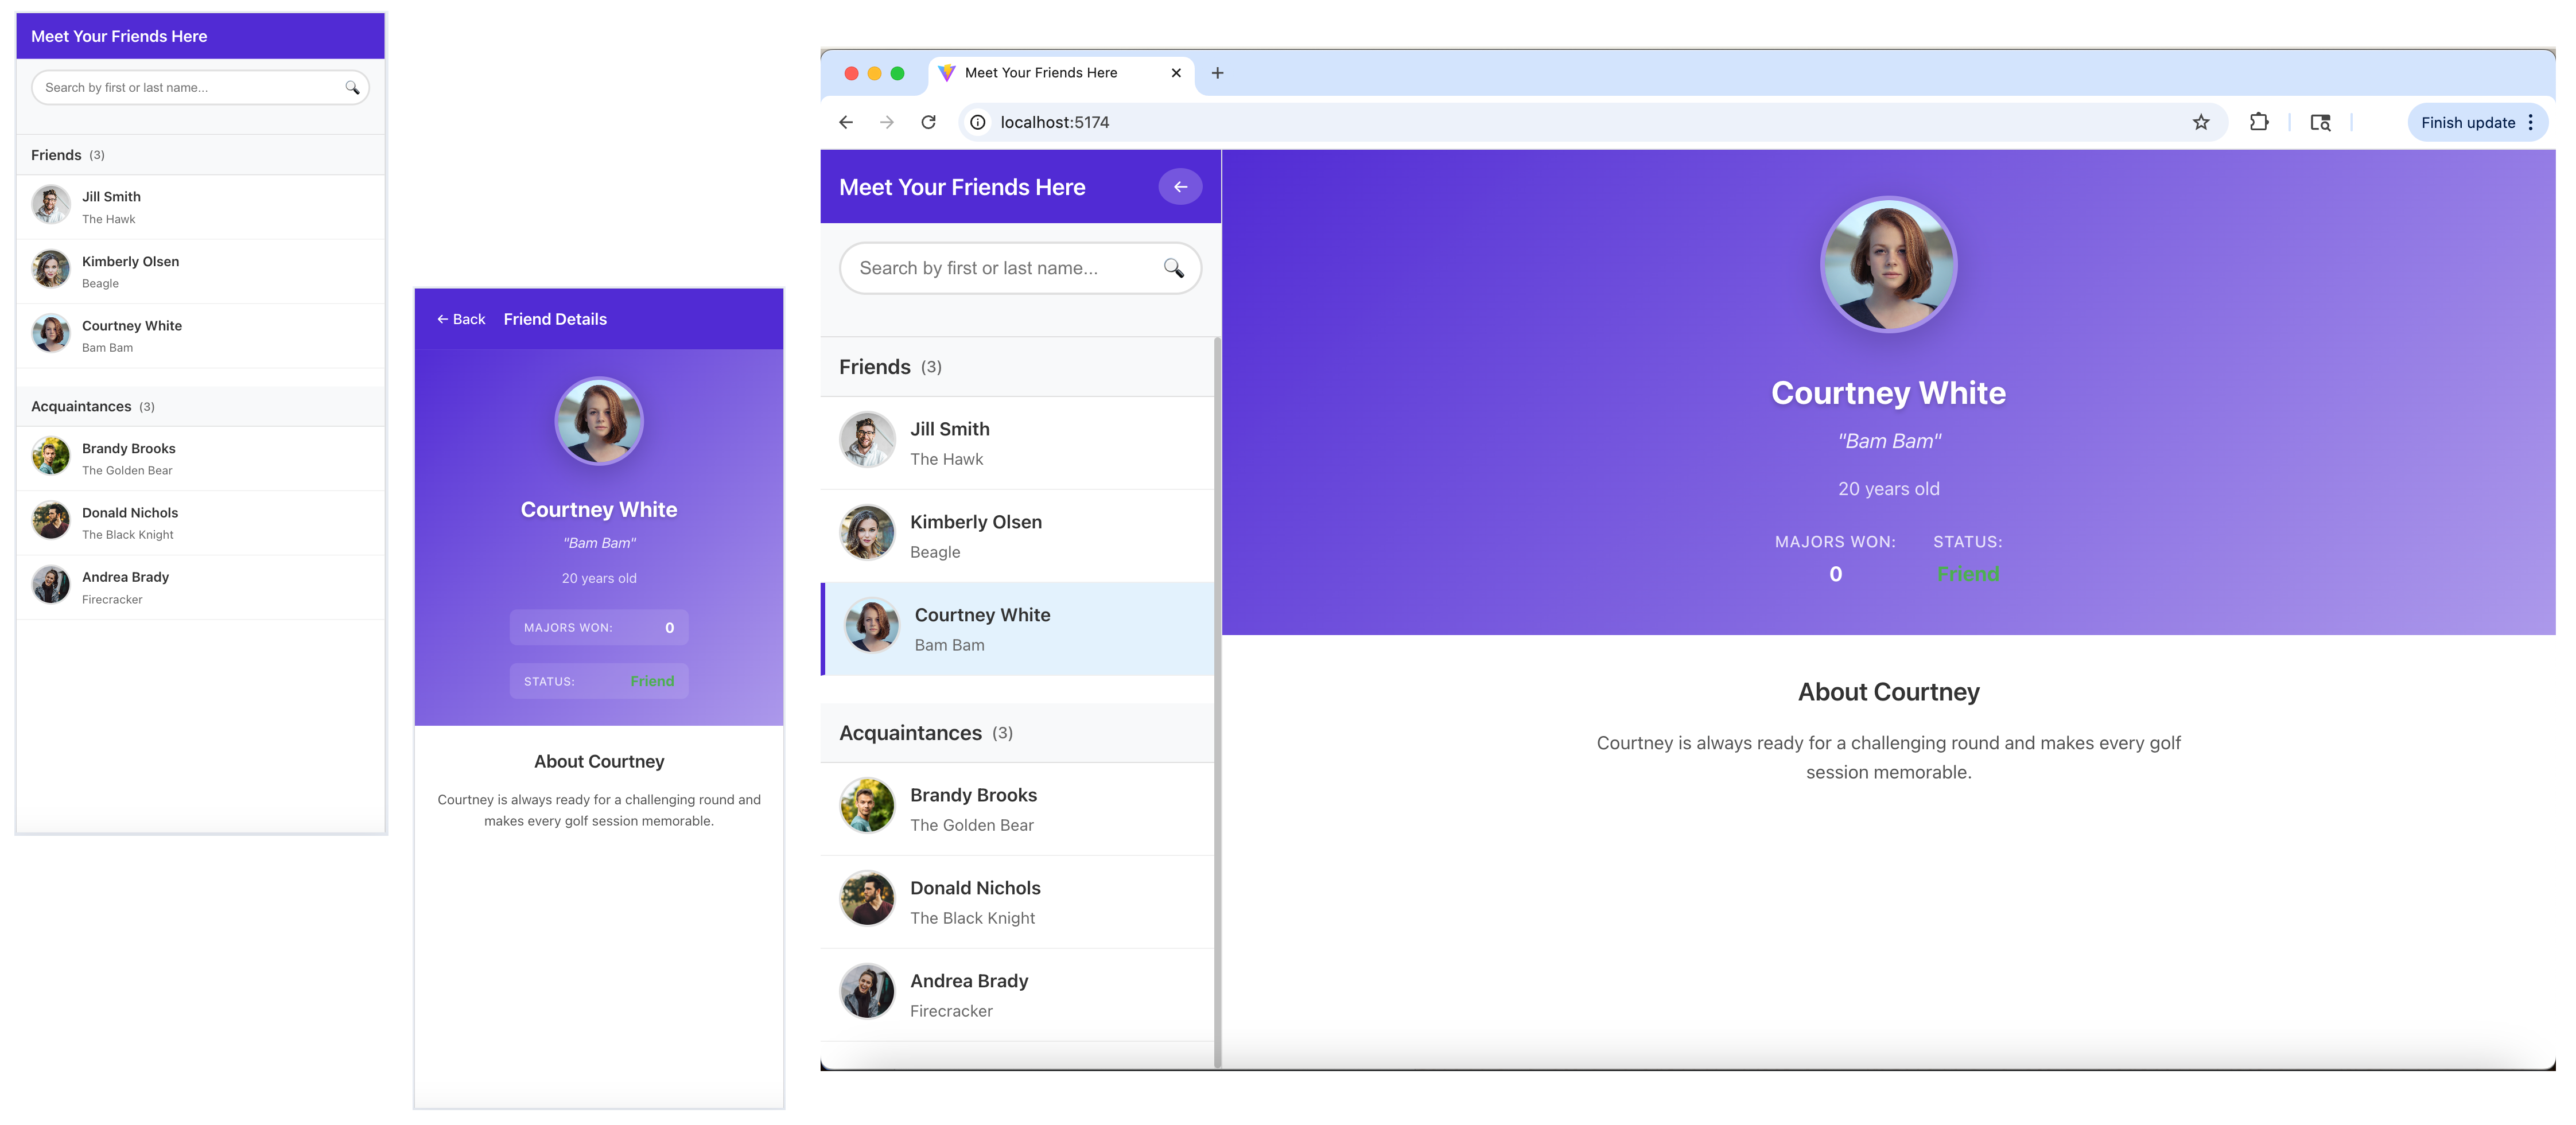 Meet Your Friends Here
Search by first or last name...
Friends (3)
Jill Smith
The Hawk
Kimberly Olsen
Beagle
Courtney White
Bam Bam
Acquaintances (3)
Brandy Brooks
The Golden Bear
Donald Nichols
The Black Knight
Andrea Brady
Firecracker
← Back Friend Details
Courtney White
"Bam Bam"
20 years old
MAJORS WON: 0
STATUS: Friend
About Courtney
Courtney is always ready for a challenging round and
makes every golf session memorable.
Meet Your Friends Here
localhost:5174
Finish update
Meet Your Friends Here
Search by first or last name...
Friends (3)
Jill Smith
The Hawk
Kimberly Olsen
Beagle
Courtney White
Bam Bam
Acquaintances (3)
Brandy Brooks
The Golden Bear
Donald Nichols
The Black Knight
Andrea Brady
Firecracker
Courtney White
"Bam Bam"
20 years old
MAJORS WON: STATUS:
0 Friend
About Courtney
Courtney is always ready for a challenging round and makes every golf
session memorable.